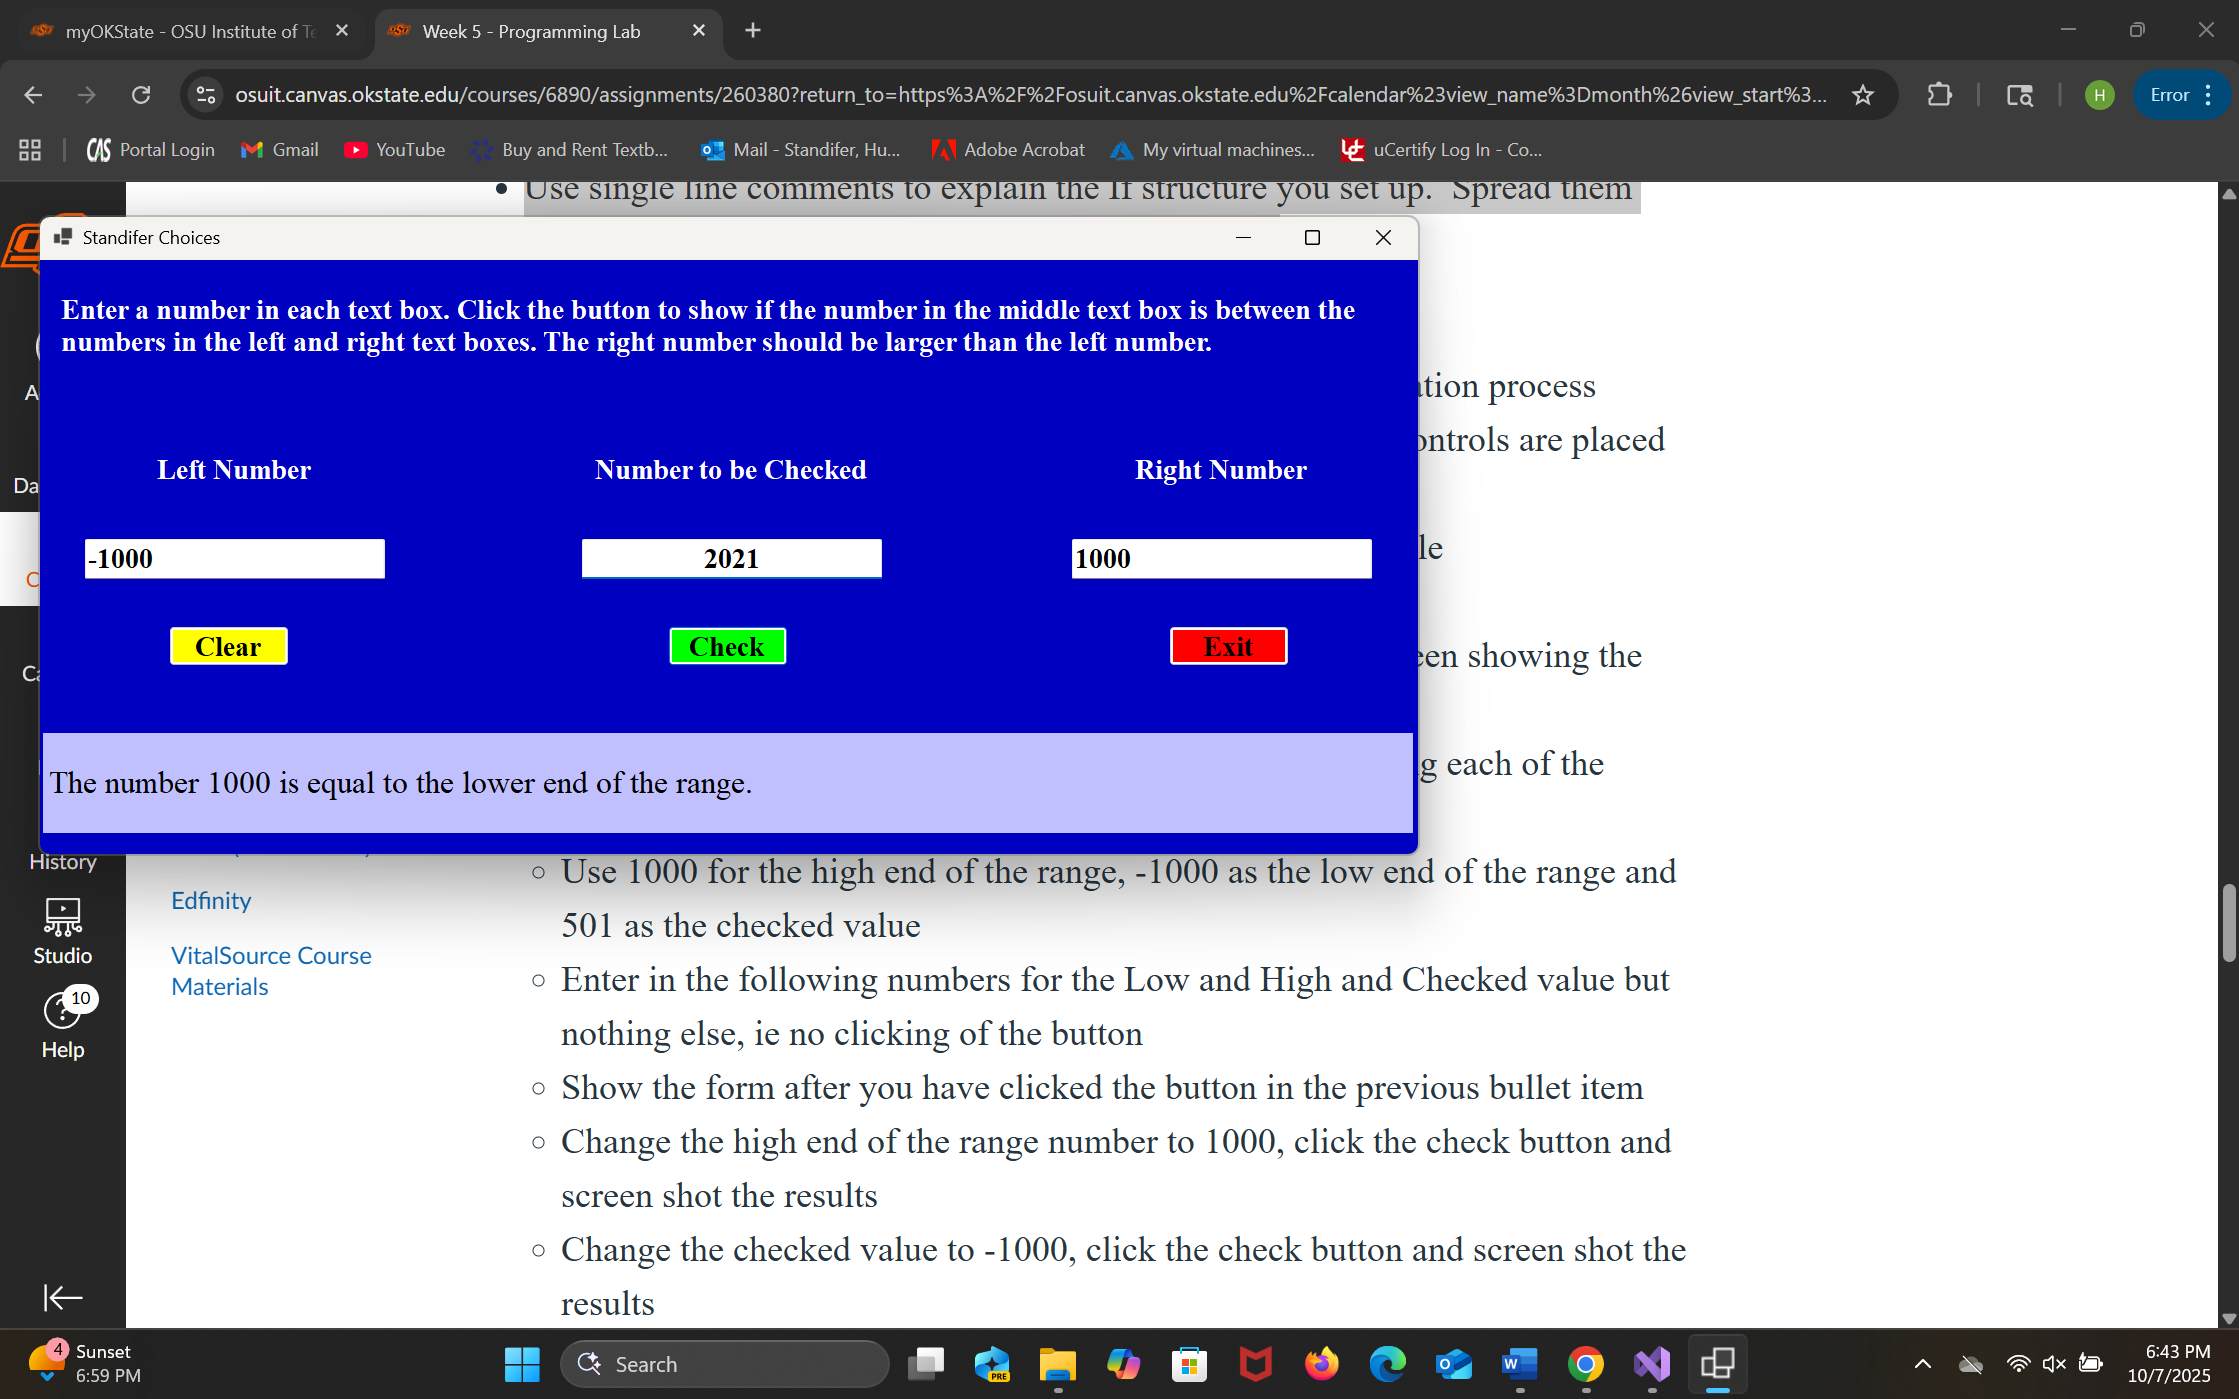 myOKState - OSU Institute of Te
Week 5 - Programming Lab
osuit.canvas.okstate.edu/courses/6890/assignments/260380?return_to=https%3A%2F%2Fosuit.canvas.okstate.edu%2Fcalendar%23view_name%3Dmonth%26view_start%3...
H
Error
CAS Portal Login
Gmail
YouTube
Buy and Rent Textb...
Mail - Standifer, Hu...
Adobe Acrobat
My virtual machines...
uc uCertify Log In - Co...
Use single line comments to explain the If structure you set up. Spread them
Standifer Choices
Enter a number in each text box. Click the button to show if the number in the middle text box is between the
numbers in the left and right text boxes. The right number should be larger than the left number.
Left Number
Number to be Checked
Right Number
-1000
2021
1000
Clear
Check
Exit
The number 1000 is equal to the lower end of the range.
A
Da
C
Ca
ation process
ontrols are placed
le
een showing the
g each of the
History
Studio
10
Help
Edfinity
VitalSource Course
Materials
Use 1000 for the high end of the range, -1000 as the low end of the range and
501 as the checked value
Enter in the following numbers for the Low and High and Checked value but
nothing else, ie no clicking of the button
Show the form after you have clicked the button in the previous bullet item
Change the high end of the range number to 1000, click the check button and
screen shot the results
Change the checked value to -1000, click the check button and screen shot the
results
4
Sunset
6:59 PM
Search
PRE
6:43 PM
10/7/2025